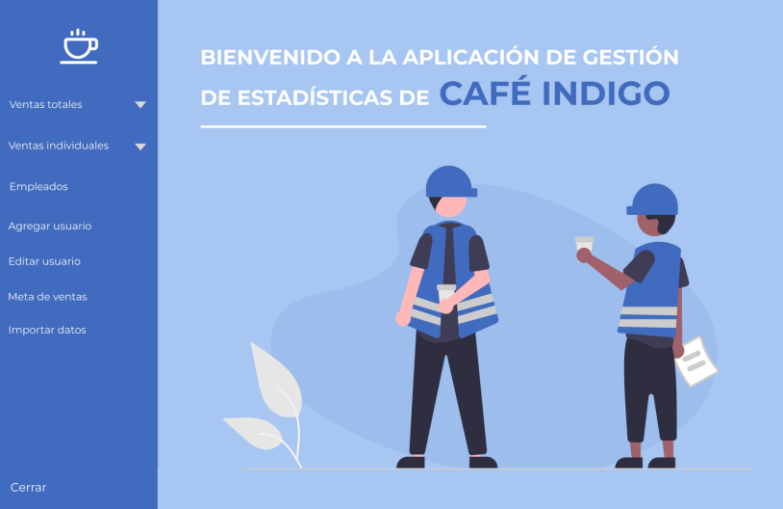 BIENVENIDO A LA APLICACIÓN DE GESTIÓN
DE ESTADÍSTICAS DE CAFÉ INDIGO
Ventas totales
Ventas individuales
Empleados
Agregar usuario
Editar usuario
Meta de ventas
Importar datos
Cerrar